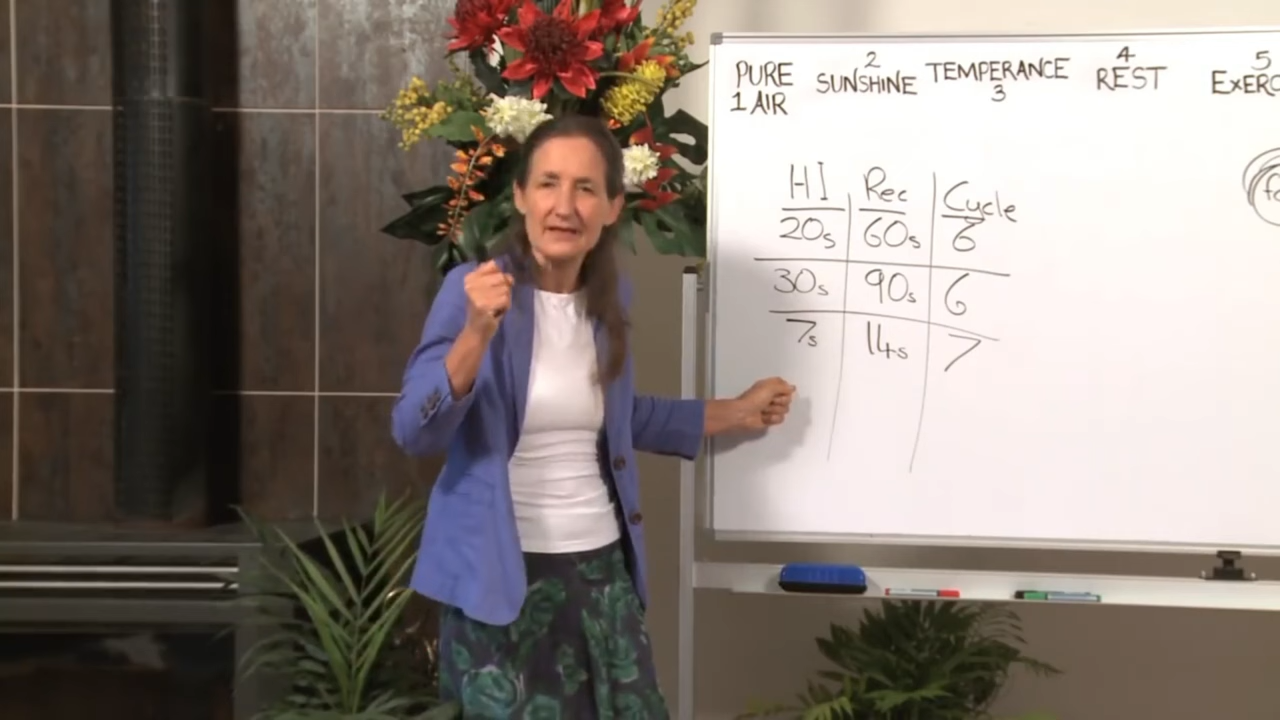 PURE
1 AIR
2
SUNSHINE
TEMPERANCE
3
4
REST
5
EXERC
HI Rec Cycle
20s 60s 6
30s 90s 6
7s 14s 7